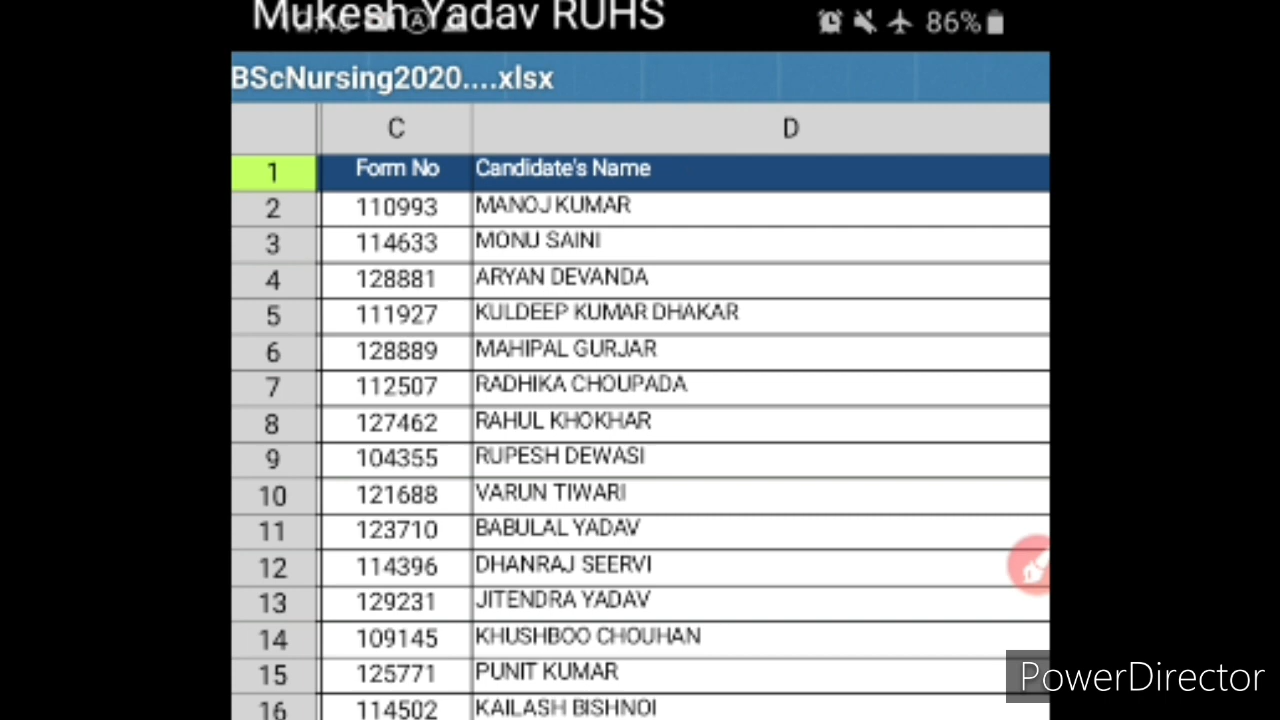 Mukesh Yadav RUHS
86%
BScNursing2020....xlsx
C D
1 Form No Candidate's Name
2 110993 MANOJ KUMAR
3 114633 MONU SAINI
4 128881 ARYAN DEVANDA
5 111927 KULDEEP KUMAR DHAKAR
6 128889 MAHIPAL GURJAR
7 112507 RADHIKA CHOUPADA
8 127462 RAHUL KHOKHAR
9 104355 RUPESH DEWASI
10 121688 VARUN TIWARI
11 123710 BABULAL YADAV
12 114396 DHANRAJ SEERVI
13 129231 JITENDRA YADAV
14 109145 KHUSHBOO CHOUHAN
15 125771 PUNIT KUMAR
16 114502 KAILASH BISHNOI
PowerDirector